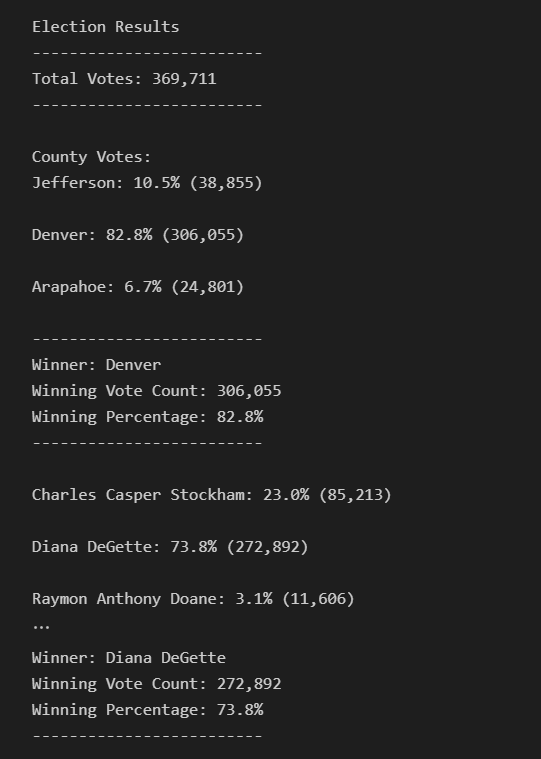 Election Results
-------------------------
Total Votes: 369,711
-------------------------
County Votes:
Jefferson: 10.5% (38,855)
Denver: 82.8% (306,055)
Arapahoe: 6.7% (24,801)
-------------------------
Winner: Denver
Winning Vote Count: 306,055
Winning Percentage: 82.8%
-------------------------
Charles Casper Stockham: 23.0% (85,213)
Diana DeGette: 73.8% (272,892)
Raymon Anthony Doane: 3.1% (11,606)
...
Winner: Diana DeGette
Winning Vote Count: 272,892
Winning Percentage: 73.8%
-------------------------